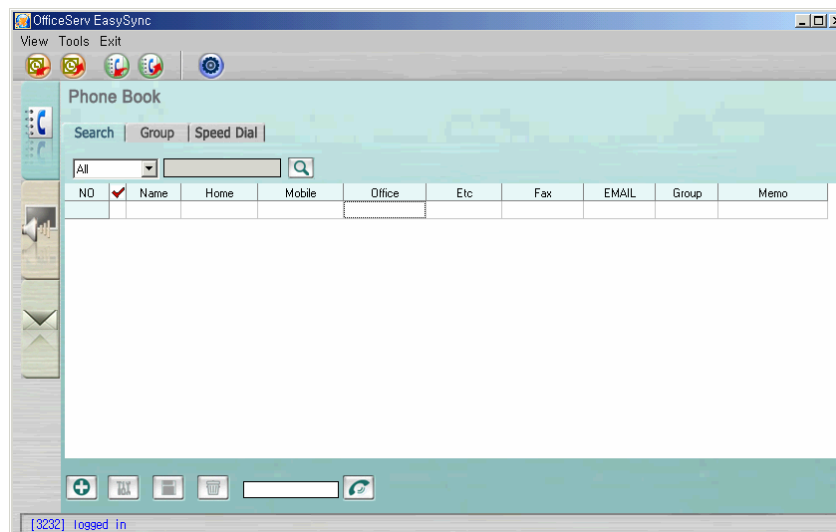 OfficeServ EasySync
View Tools Exit
Phone Book
Search Group Speed Dial
All
NO Name Home Mobile Office Etc Fax EMAIL Group Memo
[3232] logged in